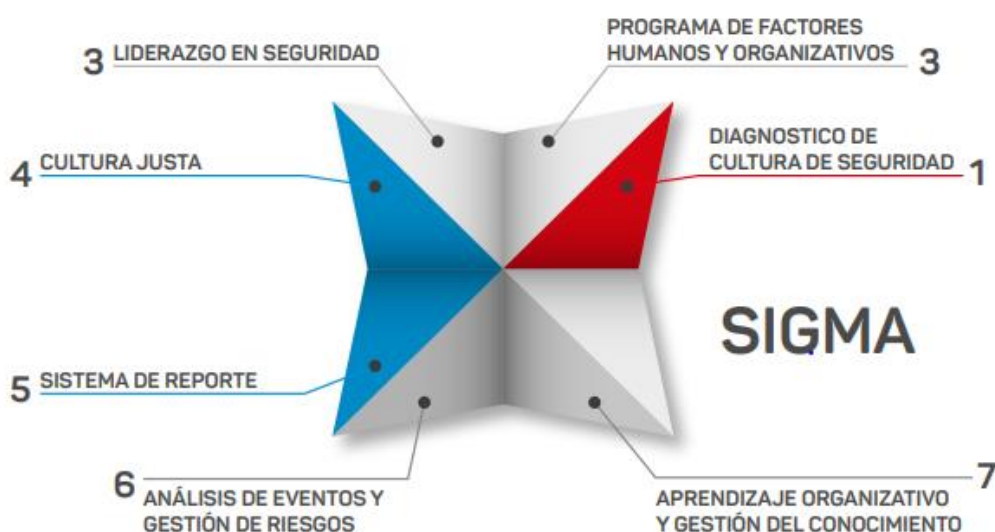 PROGRAMA DE FACTORES
HUMANOS Y ORGANIZATIVOS 3
3 LIDERAZGO EN SEGURIDAD
DIAGNOSTICO DE
CULTURA DE SEGURIDAD 1
4 CULTURA JUSTA
SIGMA
5 SISTEMA DE REPORTE
6 ANÁLISIS DE EVENTOS Y
GESTIÓN DE RIESGOS
7
APRENDIZAJE ORGANIZATIVO
Y GESTIÓN DEL CONOCIMIENTO